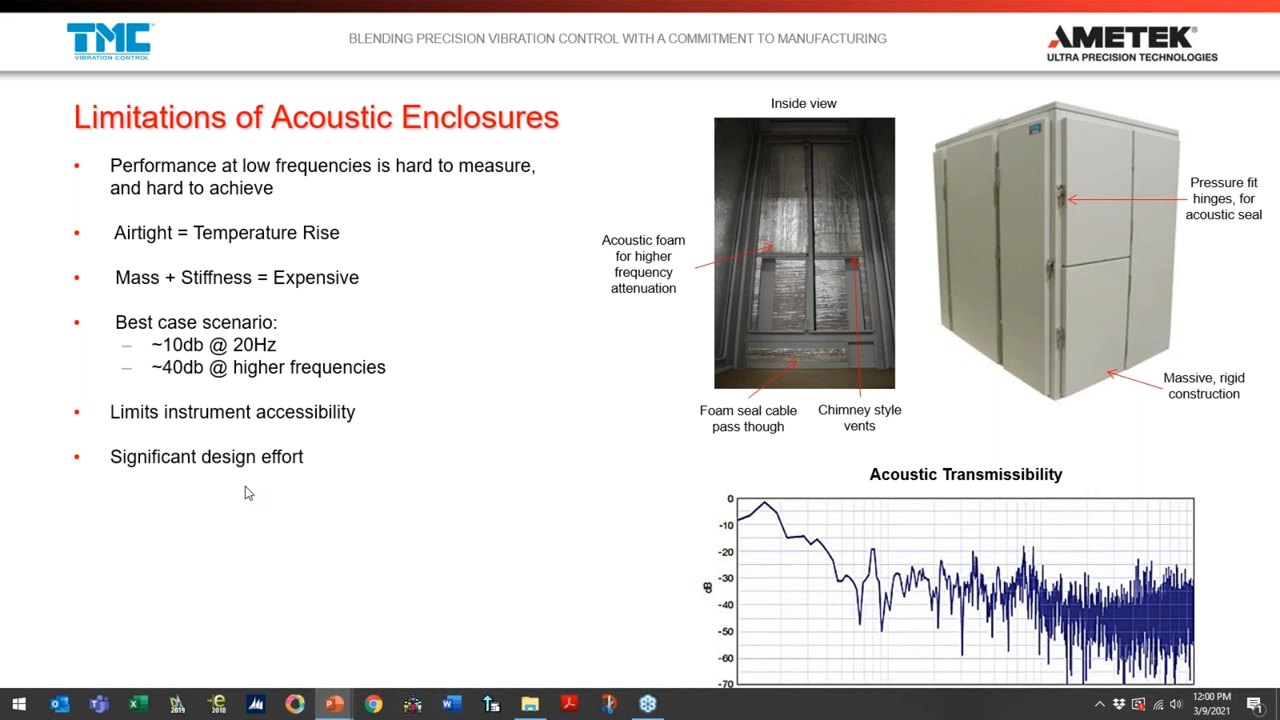 TMC
VIBRATION CONTROL
BLENDING PRECISION VIBRATION CONTROL WITH A COMMITMENT TO MANUFACTURING
AMETEK®
ULTRA PRECISION TECHNOLOGIES
Limitations of Acoustic Enclosures
• Performance at low frequencies is hard to measure,
and hard to achieve
• Airtight = Temperature Rise
• Mass + Stiffness = Expensive
• Best case scenario:
– ~10db @ 20Hz
– ~40db @ higher frequencies
• Limits instrument accessibility
• Significant design effort
Inside view
Acoustic foam
for higher
frequency
attenuation
Foam seal cable
pass though
Chimney style
vents
Pressure fit
hinges, for
acoustic seal
Massive, rigid
construction
Acoustic Transmissibility
dB
0
-10
-20
-30
-40
-50
-60
-70
2019
2018
12:00 PM
3/9/2021
1